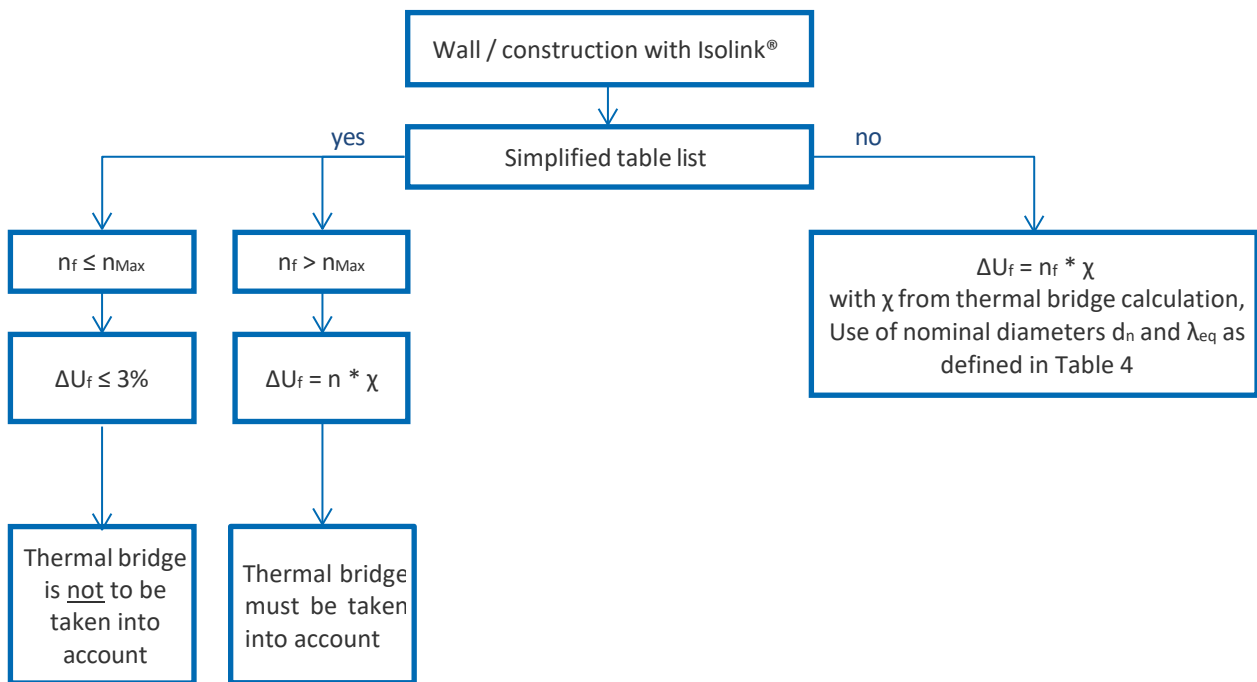 Wall / construction with Isolink®
yes
no
Simplified table list
nf ≤ nMax
nf > nMax
ΔUf = nf * χ
with χ from thermal bridge calculation,
Use of nominal diameters dn and λeq as
defined in Table 4
ΔUf ≤ 3%
ΔUf = n * χ
Thermal bridge
is not to be
taken into
account
Thermal bridge
must be taken
into account